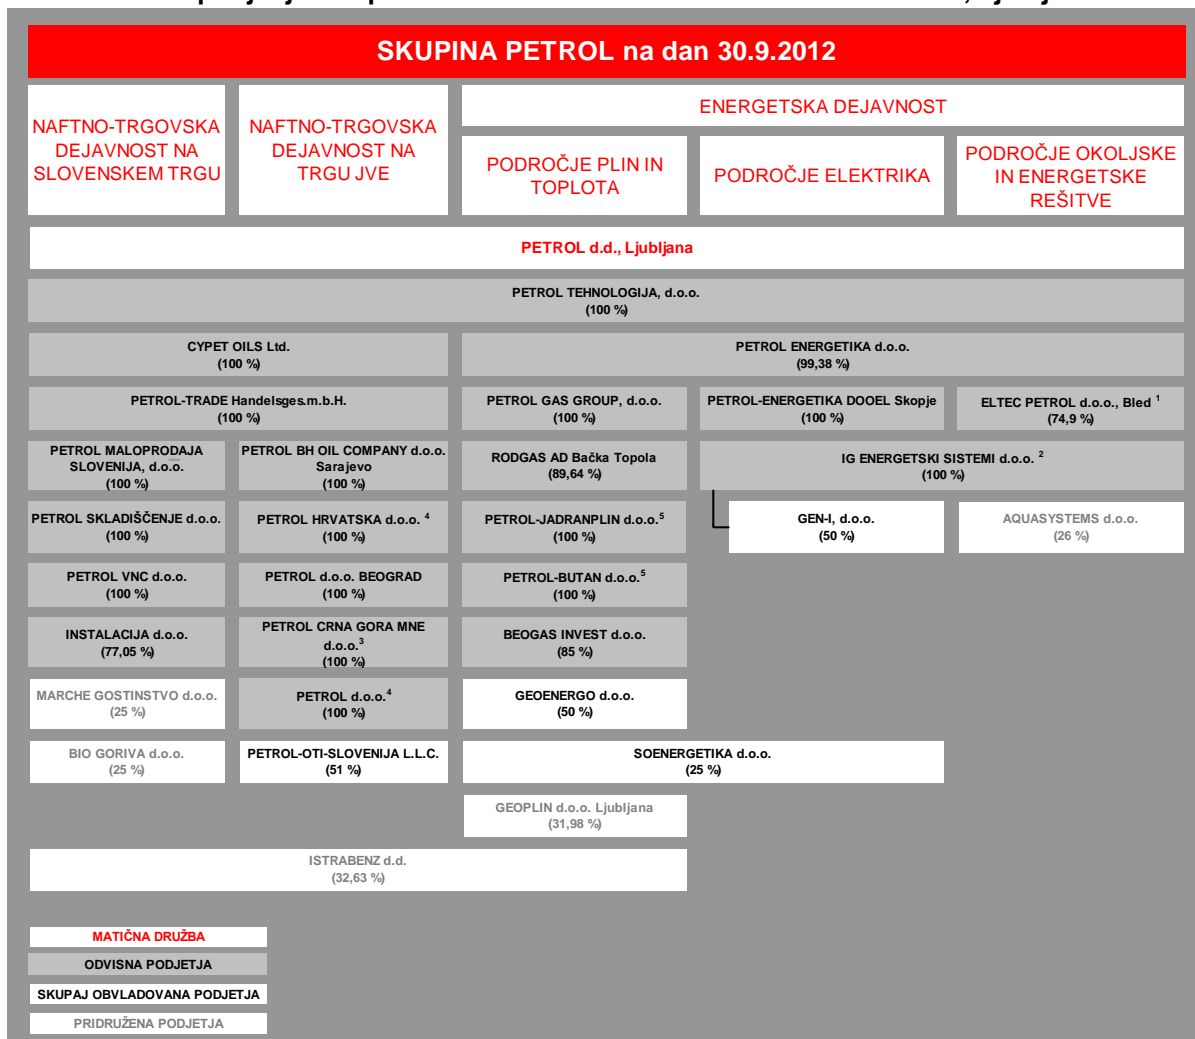 SKUPINA PETROL na dan 30.9.2012
NAFTNO-TRGOVSKA
DEJAVNOST NA
SLOVENSKEM TRGU
NAFTNO-TRGOVSKA
DEJAVNOST NA
TRGU JVE
ENERGETSKA DEJAVNOST
PODROČJE PLIN IN
TOPLOTA
PODROČJE ELEKTRIKA
PODROČJE OKOLJSKE
IN ENERGETSKE
REŠITVE
PETROL d.d., Ljubljana
PETROL TEHNOLOGIJA, d.o.o.
(100 %)
CYPET OILS Ltd.
(100 %)
PETROL ENERGETIKA d.o.o.
(99,38 %)
PETROL-TRADE Handelsges.m.b.H.
(100 %)
PETROL GAS GROUP, d.o.o.
(100 %)
PETROL-ENERGETIKA DOOEL Skopje
(100 %)
ELTEC PETROL d.o.o., Bled 1
(74,9 %)
PETROL MALOPRODAJA
SLOVENIJA, d.o.o.
(100 %)
PETROL BH OIL COMPANY d.o.o.
Sarajevo
(100 %)
RODGAS AD Bačka Topola
(89,64 %)
IG ENERGETSKI SISTEMI d.o.o. 2
(100 %)
PETROL SKLADIŠČENJE d.o.o.
(100 %)
PETROL HRVATSKA d.o.o. 4
(100 %)
PETROL-JADRANPLIN d.o.o.5
(100 %)
GEN-I, d.o.o.
(50 %)
AQUASYSTEMS d.o.o.
(26 %)
PETROL VNC d.o.o.
(100 %)
PETROL d.o.o. BEOGRAD
(100 %)
PETROL-BUTAN d.o.o.5
(100 %)
INSTALACIJA d.o.o.
(77,05 %)
PETROL CRNA GORA MNE
d.o.o.3
(100 %)
BEOGAS INVEST d.o.o.
(85 %)
MARCHE GOSTINSTVO d.o.o.
(25 %)
PETROL d.o.o.4
(100 %)
GEOENERGO d.o.o.
(50 %)
BIO GORIVA d.o.o.
(25 %)
PETROL-OTI-SLOVENIJA L.L.C.
(51 %)
SOENERGETIKA d.o.o.
(25 %)
GEOPLIN d.o.o. Ljubljana
(31,98 %)
ISTRABENZ d.d.
(32,63 %)
MATIČNA DRUŽBA
ODVISNA PODJETJA
SKUPAJ OBVLADOVANA PODJETJA
PRIDRUŽENA PODJETJA